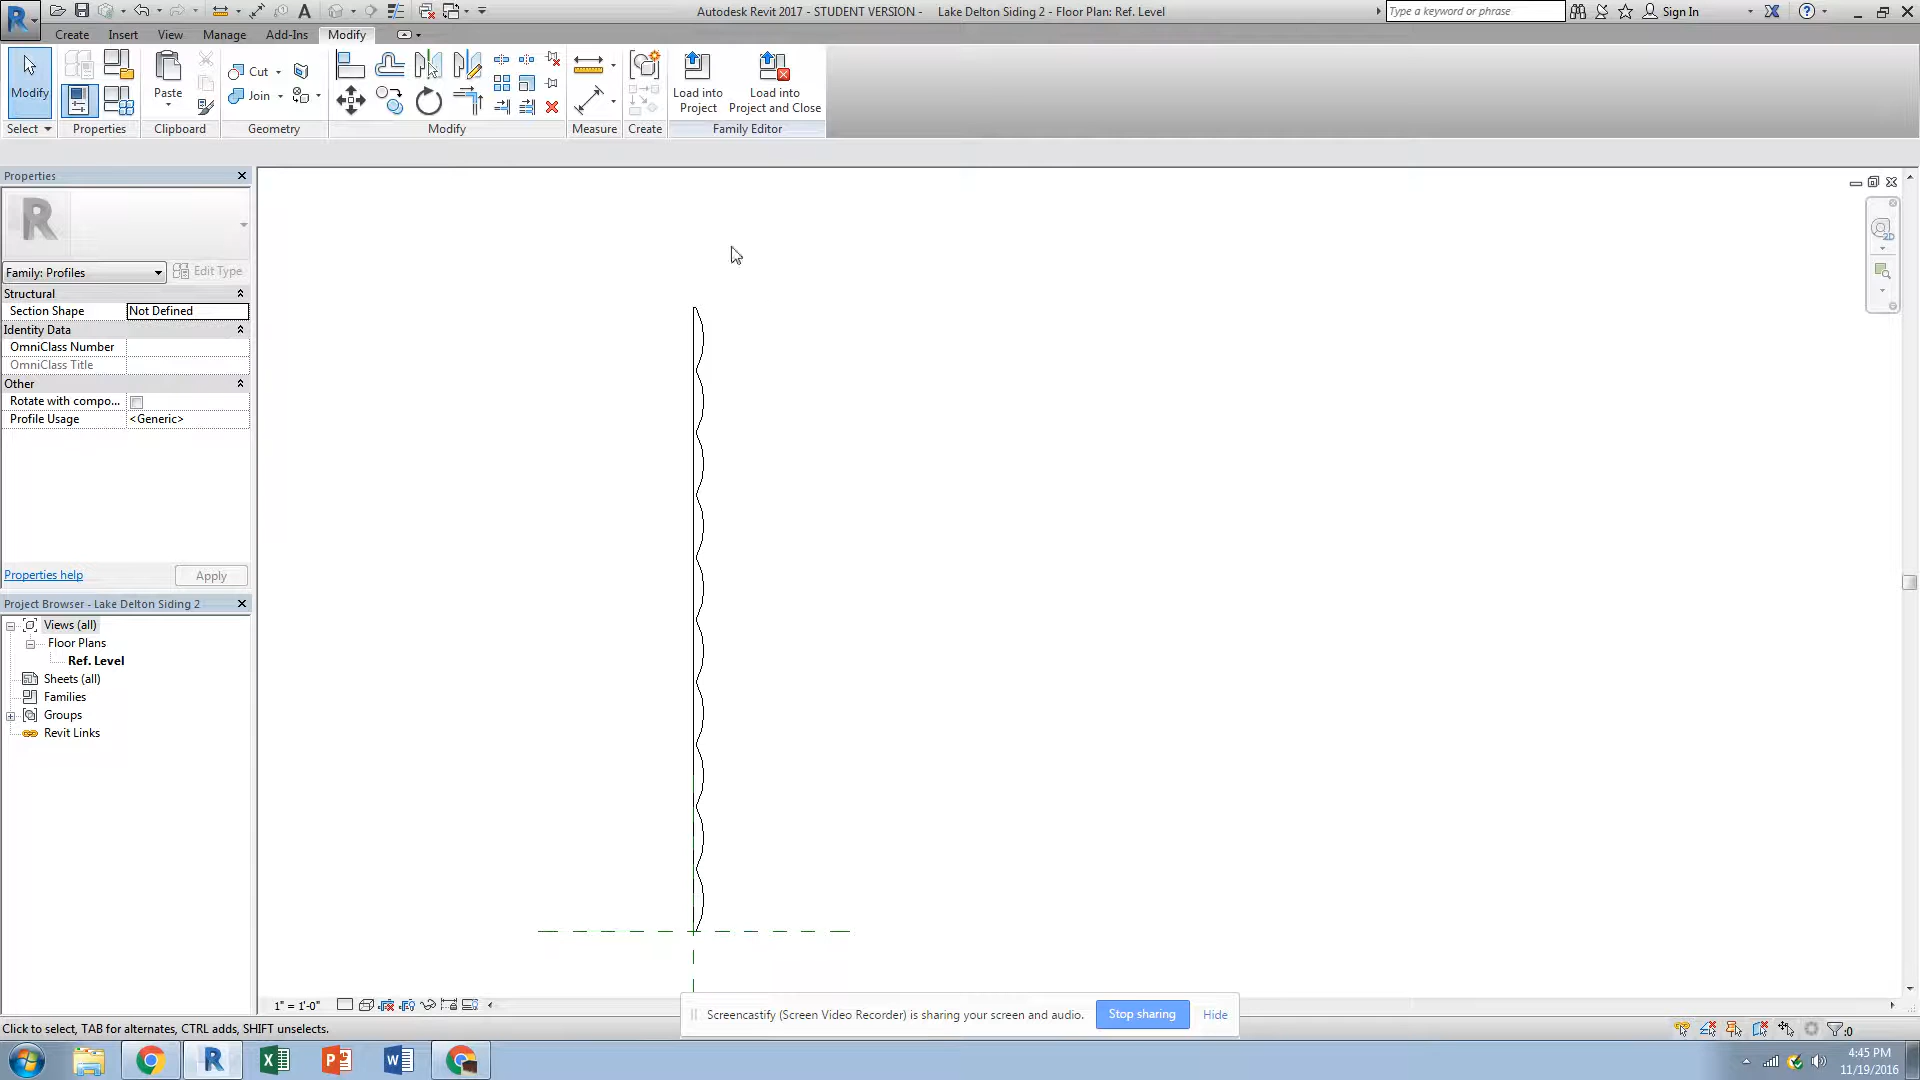 Autodesk Revit 2017 - STUDENT VERSION - Lake Delton Siding 2 - Floor Plan: Ref. Level
Type a keyword or phrase
Sign In
Create Insert View Manage Add-Ins Modify
Modify
Cut
Join
Paste
Load into Project
Load into Project and Close
Select Properties Clipboard Geometry Modify Measure Create Family Editor
Properties
R
Family: Profiles
Edit Type
Structural
Section Shape Not Defined
Identity Data
OmniClass Number
OmniClass Title
Other
Rotate with compo...
Profile Usage <Generic>
Properties help
Apply
Project Browser - Lake Delton Siding 2
Views (all)
Floor Plans
Ref. Level
Sheets (all)
Families
Groups
Revit Links
2D
1" = 1'-0"
Screencastify (Screen Video Recorder) is sharing your screen and audio.
Stop sharing
Hide
Click to select, TAB for alternates, CTRL adds, SHIFT unselects.
:0
4:45 PM
11/19/2016